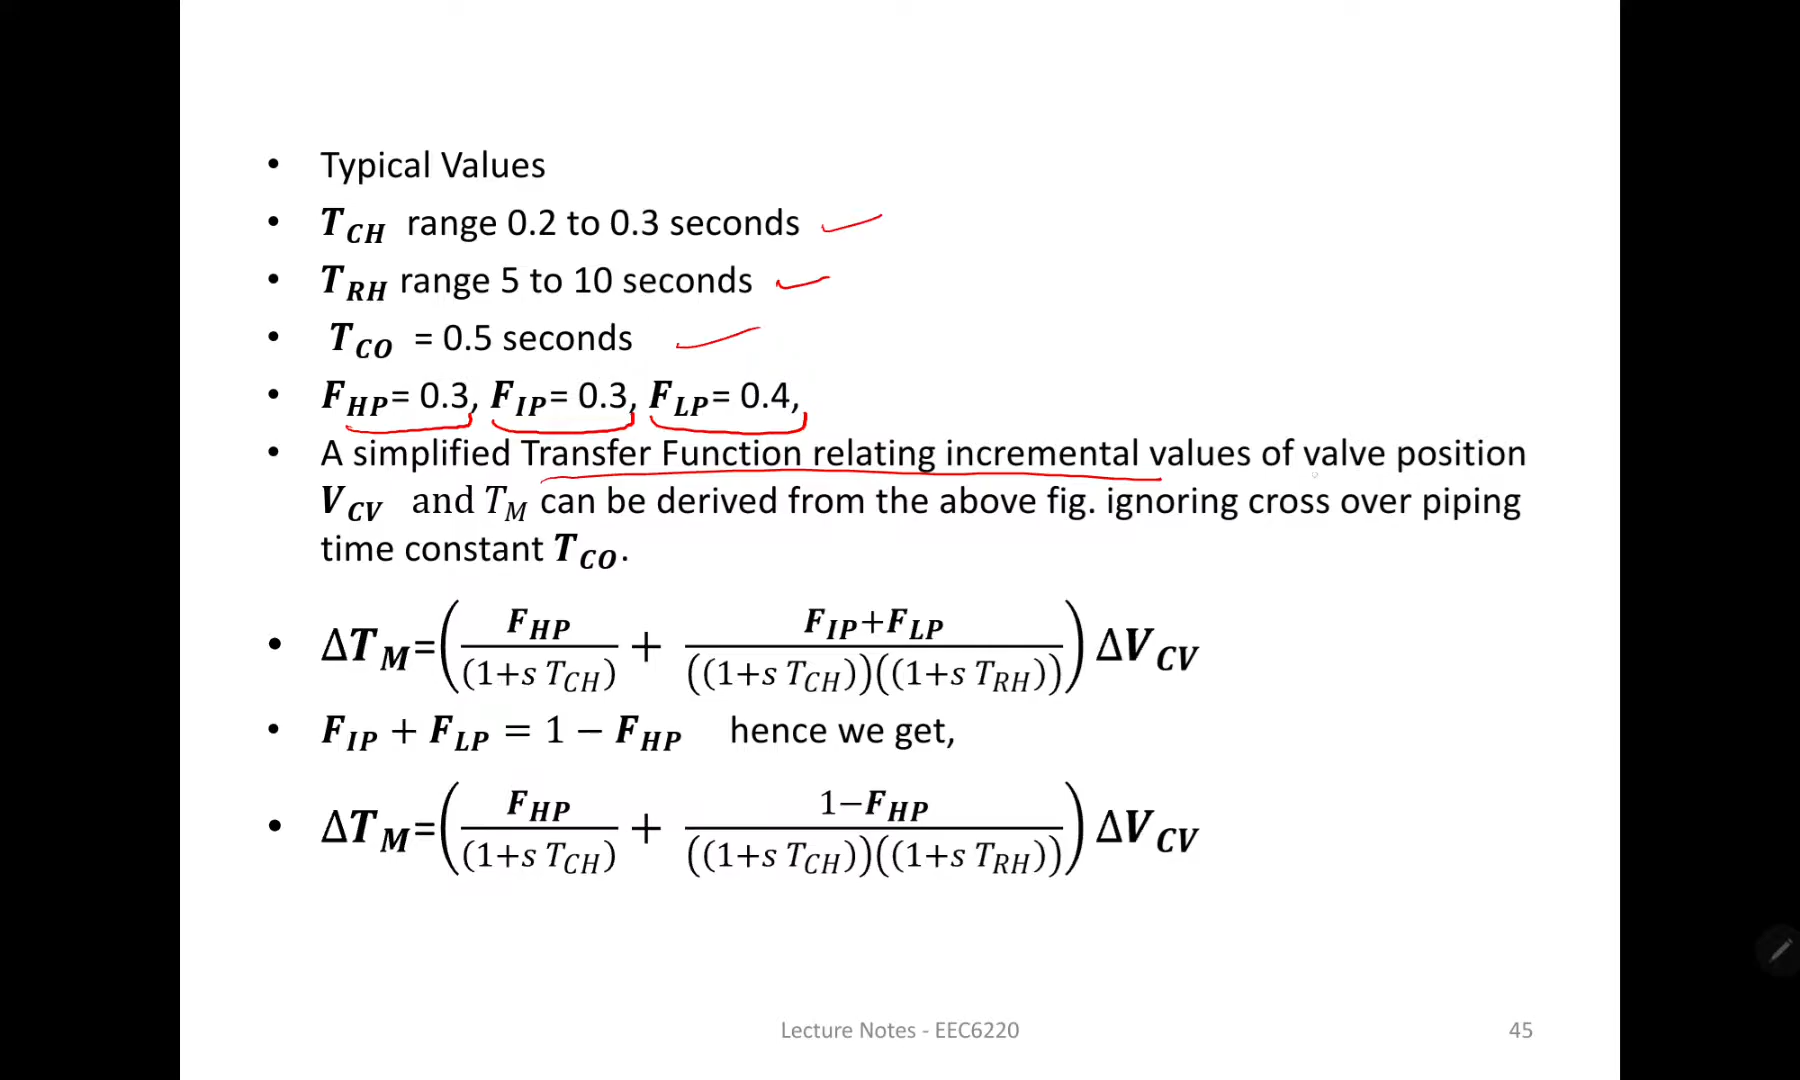 • Typical Values
• T_CH range 0.2 to 0.3 seconds
• T_RH range 5 to 10 seconds
• T_CO = 0.5 seconds
• F_HP= 0.3, F_IP= 0.3, F_LP= 0.4,
• A simplified Transfer Function relating incremental values of valve position
V_CV and T_M can be derived from the above fig. ignoring cross over piping
time constant T_CO.
• ΔT_M=(F_HP/(1+s T_CH) + F_IP+F_LP/((1+s T_CH))((1+s T_RH)))ΔV_CV
• F_IP + F_LP = 1 − F_HP hence we get,
• ΔT_M=(F_HP/(1+s T_CH) + 1−F_HP/((1+s T_CH))((1+s T_RH)))ΔV_CV
Lecture Notes - EEC6220 45